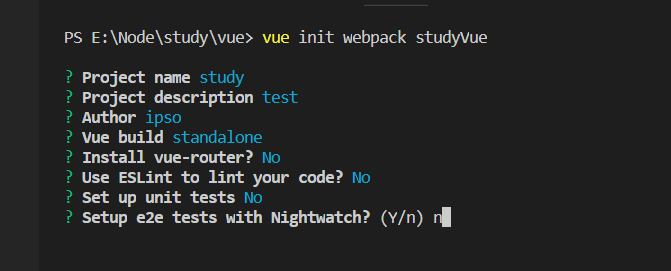 PS E:\Node\study\vue> vue init webpack studyVue
? Project name study
? Project description test
? Author ipso
? Vue build standalone
? Install vue-router? No
? Use ESLint to lint your code? No
? Set up unit tests No
? Setup e2e tests with Nightwatch? (Y/n) n